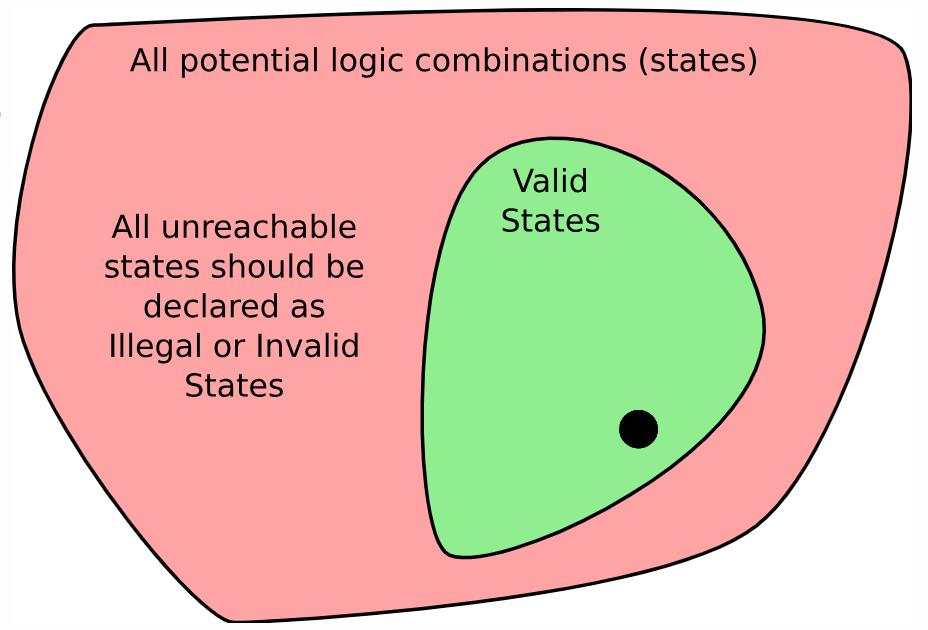 All potential logic combinations (states)
Valid
States
All unreachable
states should be
declared as
Illegal or Invalid
States